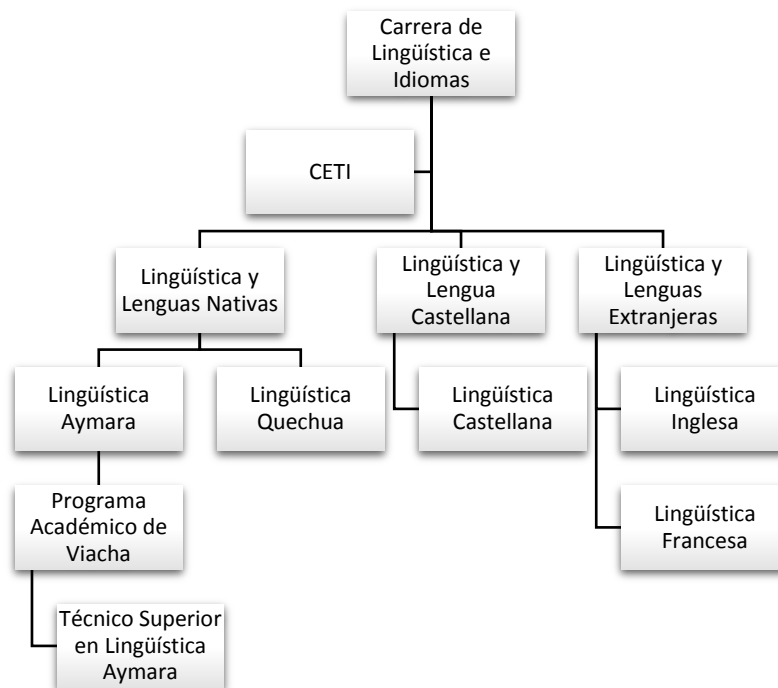 Carrera de
Lingüística e
Idiomas
CETI
Lingüística y
Lenguas Nativas
Lingüística y
Lengua
Castellana
Lingüística y
Lenguas
Extranjeras
Lingüística
Aymara
Lingüística
Quechua
Lingüística
Castellana
Lingüística
Inglesa
Programa
Académico de
Viacha
Lingüística
Francesa
Técnico Superior
en Lingüística
Aymara